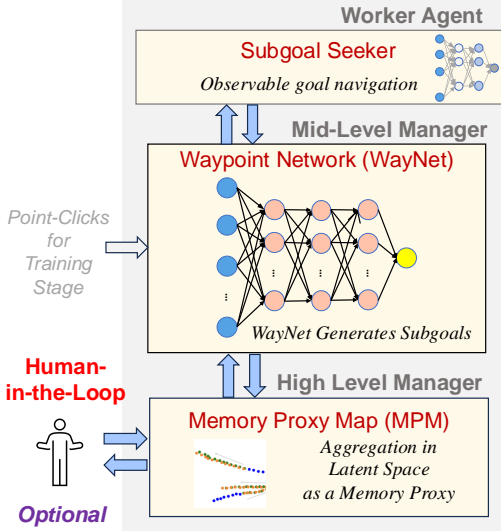 Worker Agent
Subgoal Seeker
Observable goal navigation
Mid-Level Manager
Waypoint Network (WayNet)
Point-Clicks
for
Training
Stage
...
... ... ...
WayNet Generates Subgoals
High Level Manager
Human-
in-the-Loop
Optional
Memory Proxy Map (MPM)
Aggregation in
Latent Space
as a Memory Proxy